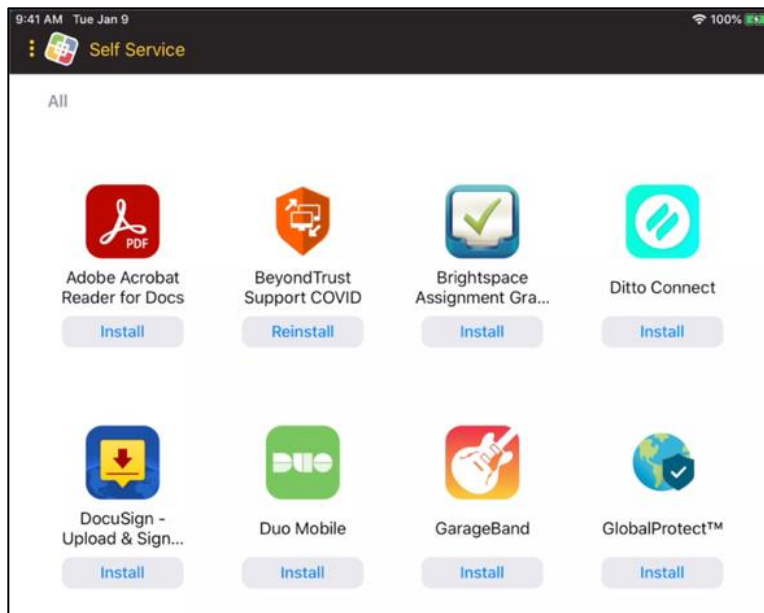 9:41 AM Tue Jan 9 100%
Self Service
All
PDF
Adobe Acrobat
Reader for Docs
Install
BeyondTrust
Support COVID
Reinstall
Brightspace
Assignment Gra...
Install
Ditto Connect
Install
DocuSign -
Upload & Sign...
Install
DUO
Duo Mobile
Install
GarageBand
Install
GlobalProtect™
Install